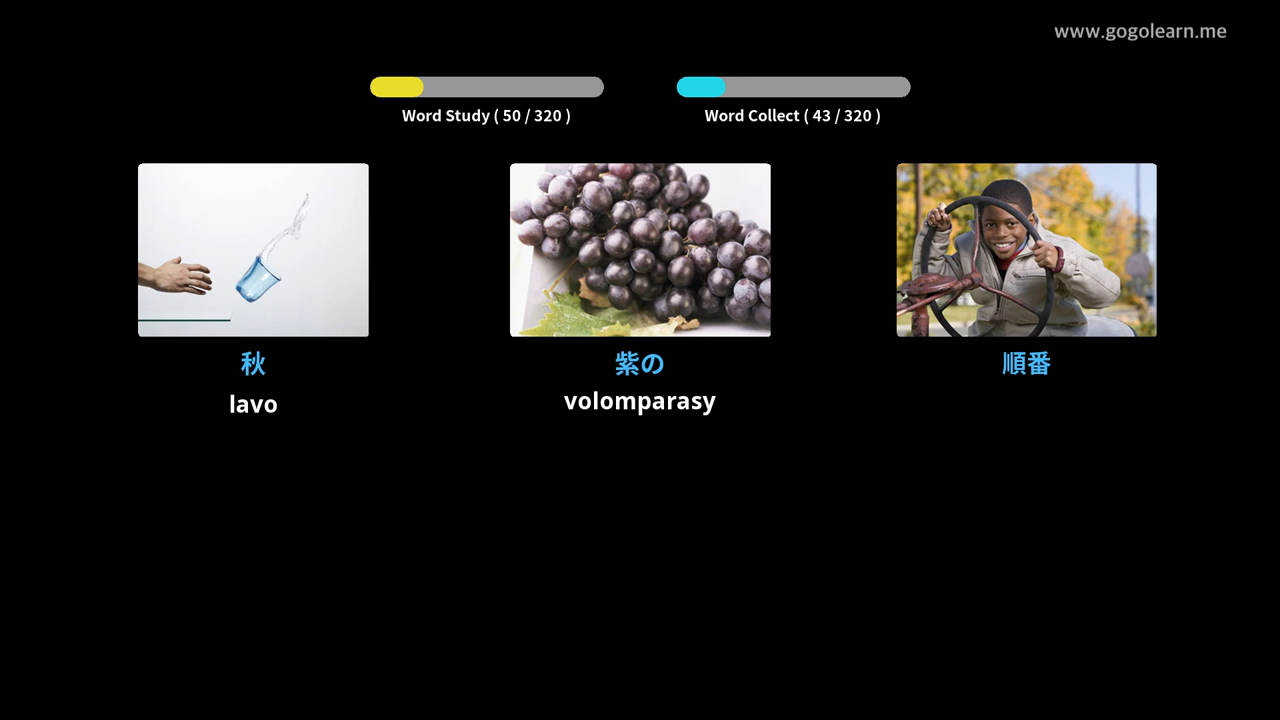 www.gogolearn.me
Word Study ( 50 / 320 )
Word Collect ( 43 / 320 )
秋
紫の
順番
lavo
volomparasy